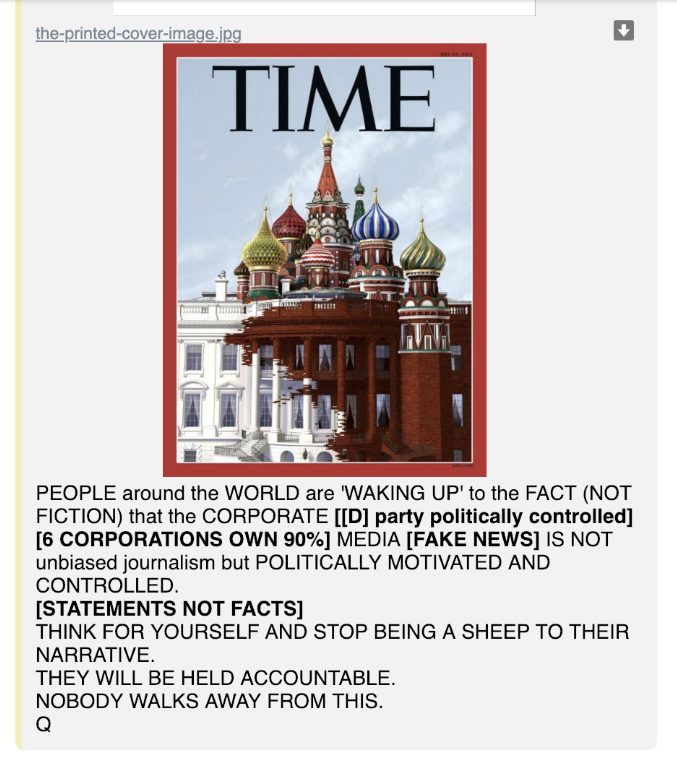 the-printed-cover-image.jpg
TIME
PEOPLE around the WORLD are 'WAKING UP' to the FACT (NOT
FICTION) that the CORPORATE [[D] party politically controlled]
[6 CORPORATIONS OWN 90%] MEDIA [FAKE NEWS] IS NOT
unbiased journalism but POLITICALLY MOTIVATED AND
CONTROLLED.
[STATEMENTS NOT FACTS]
THINK FOR YOURSELF AND STOP BEING A SHEEP TO THEIR
NARRATIVE.
THEY WILL BE HELD ACCOUNTABLE.
NOBODY WALKS AWAY FROM THIS.
Q